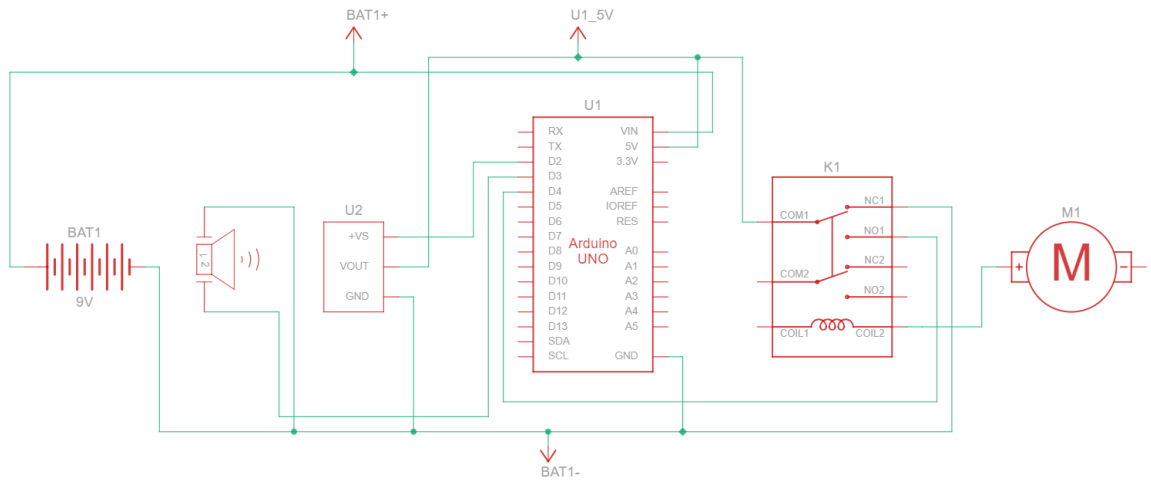 BAT1+
U1_5V
U1
RX
TX
D2
D3
D4
D5
D6
D7
D8
D9
D10
D11
D12
D13
SDA
SCL
VIN
5V
3.3V
AREF
IOREF
RES
A0
A1
A2
A3
A4
A5
GND
Arduino
UNO
BAT1
9V
1
2
U2
+VS
VOUT
GND
K1
COM1
COM2
COIL1
NC1
NO1
NC2
NO2
COIL2
M1
+
M
-
BAT1-